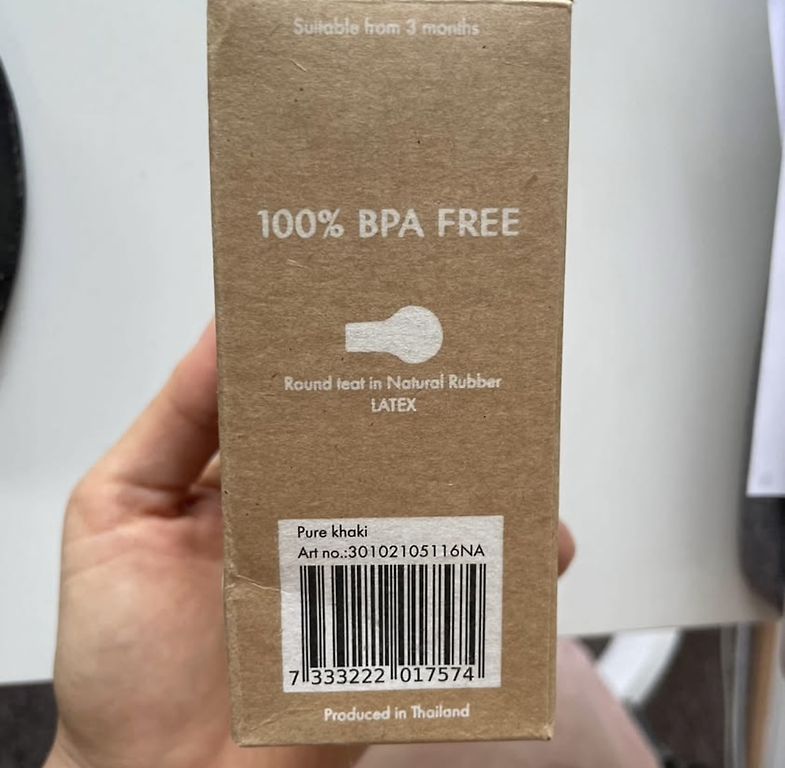 Suitable from 3 months
100% BPA FREE
Round teat in Natural Rubber
LATEX
Pure khaki
Art no.:30102105116NA
7 333222 017574
Produced in Thailand